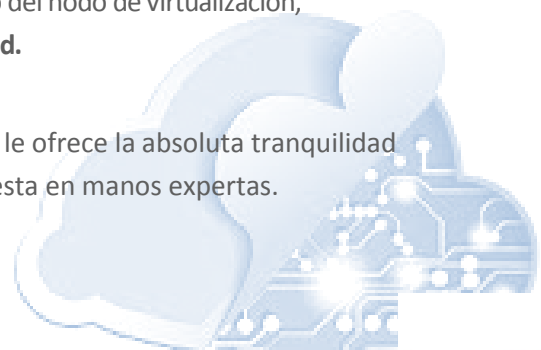 del nodo de virtualización,
d.
le ofrece la absoluta tranquilidad
esta en manos expertas.